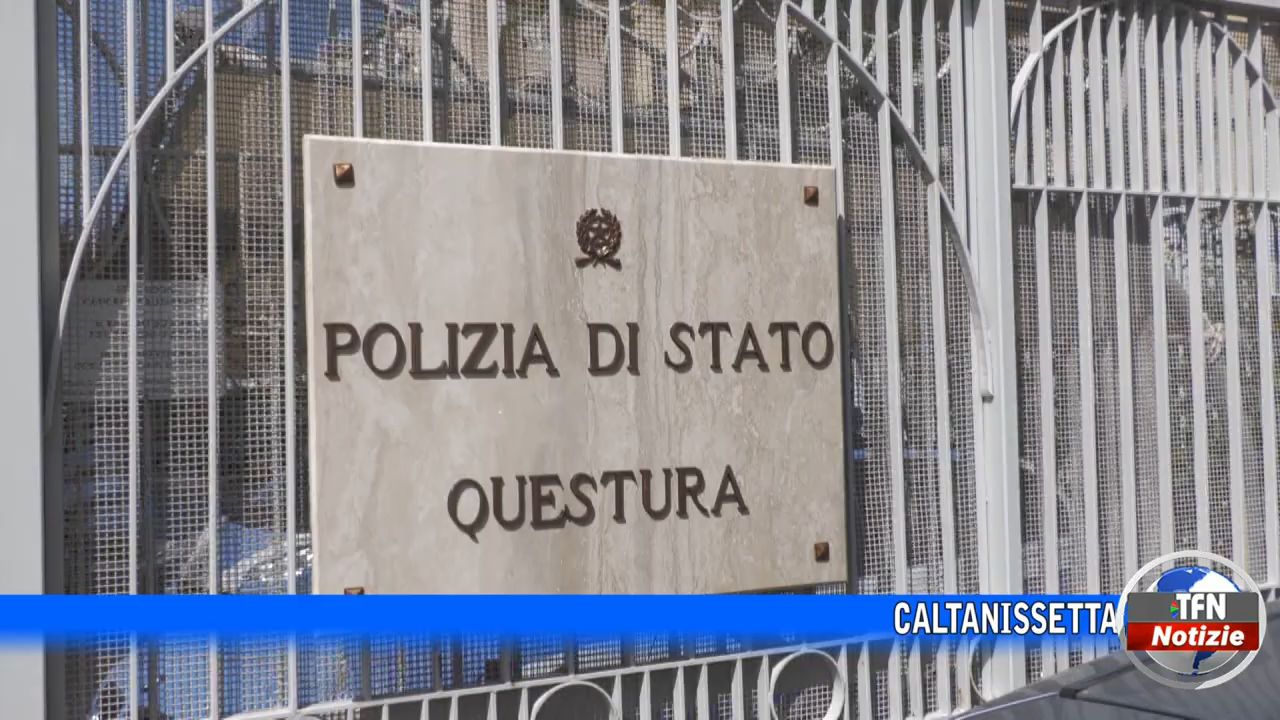 POLIZIA DI STATO
QUESTURA
CALTANISSETTA
TFN
Notizie